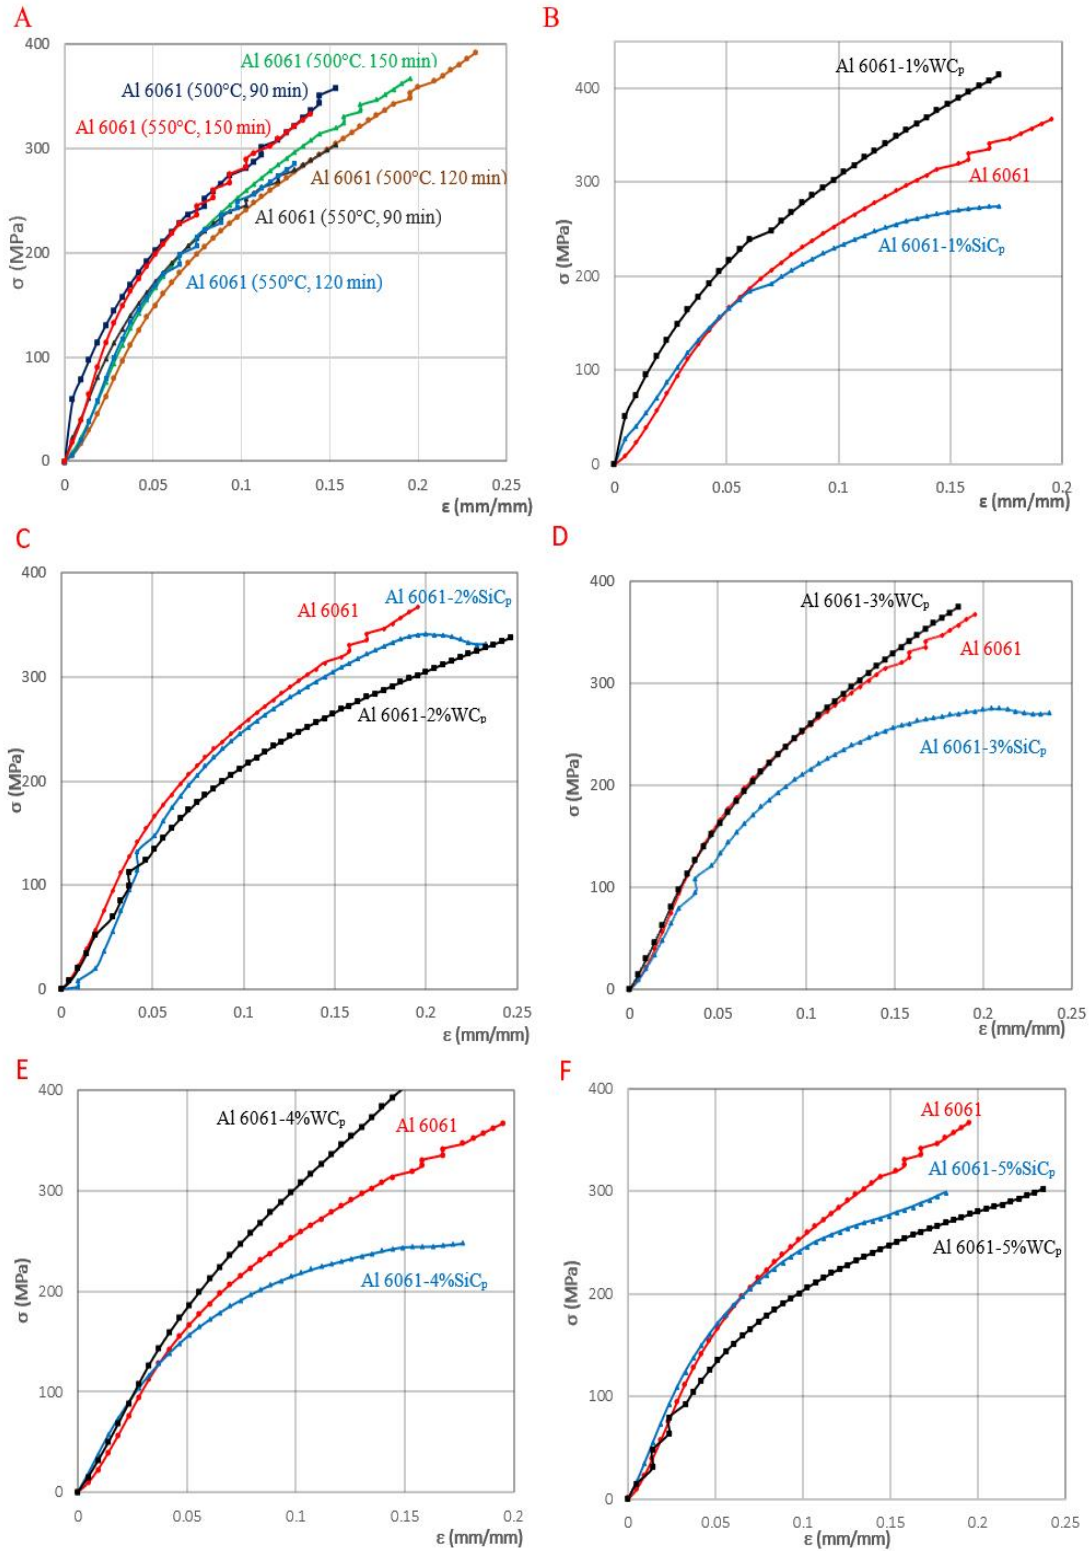 A
400
300
200
100
0
σ (MPa)
Al 6061 (500°C. 150 min)
Al 6061 (500°C, 90 min)
Al 6061 (550°C, 150 min)
Al 6061 (500°C. 120 min)
Al 6061 (550°C, 90 min)
Al 6061 (550°C, 120 min)
0 0.05 0.1 0.15 0.2 0.25
ε (mm/mm)
B
400
300
200
100
0
σ (MPa)
Al 6061-1%WCp
Al 6061
Al 6061-1%SiCp
0 0.05 0.1 0.15 0.2
ε (mm/mm)
C
400
300
200
100
0
σ (MPa)
Al 6061-2%SiCp
Al 6061
Al 6061-2%WCp
0 0.05 0.1 0.15 0.2 0.25
ε (mm/mm)
D
400
300
200
100
0
σ (MPa)
Al 6061-3%WCp
Al 6061
Al 6061-3%SiCp
0 0.05 0.1 0.15 0.2 0.25
ε (mm/mm)
E
400
300
200
100
0
σ (MPa)
Al 6061-4%WCp
Al 6061
Al 6061-4%SiCp
0 0.05 0.1 0.15 0.2
ε (mm/mm)
F
400
300
200
100
0
σ (MPa)
Al 6061
Al 6061-5%SiCp
Al 6061-5%WCp
0 0.05 0.1 0.15 0.2 0.25
ε (mm/mm)